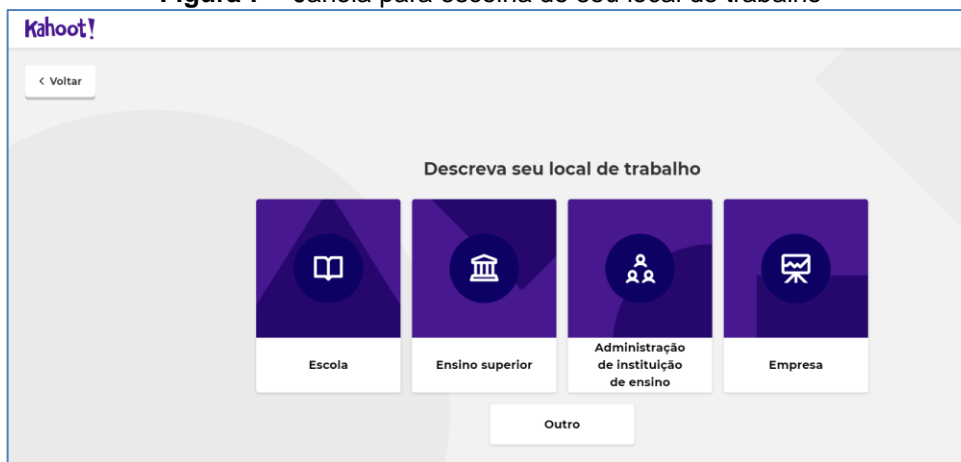 Kahoot!
< Voltar
Descreva seu local de trabalho
Escola
Ensino superior
Administração
de instituição
de ensino
Empresa
Outro